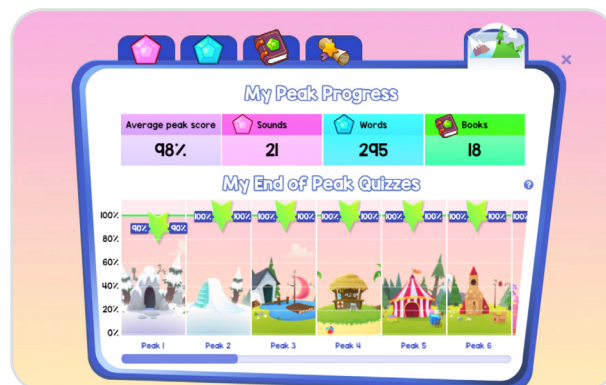 My Peak Progress
Average peak score
Sounds
Words
Books
98%
21
295
18
My End of Peak Quizzes
?
100%
80%
60%
40%
20%
0%
90% 90%
100% 100%
100% 100%
100% 100%
100% 100%
100% 100%
Peak 1
Peak 2
Peak 3
Peak 4
Peak 5
Peak 6